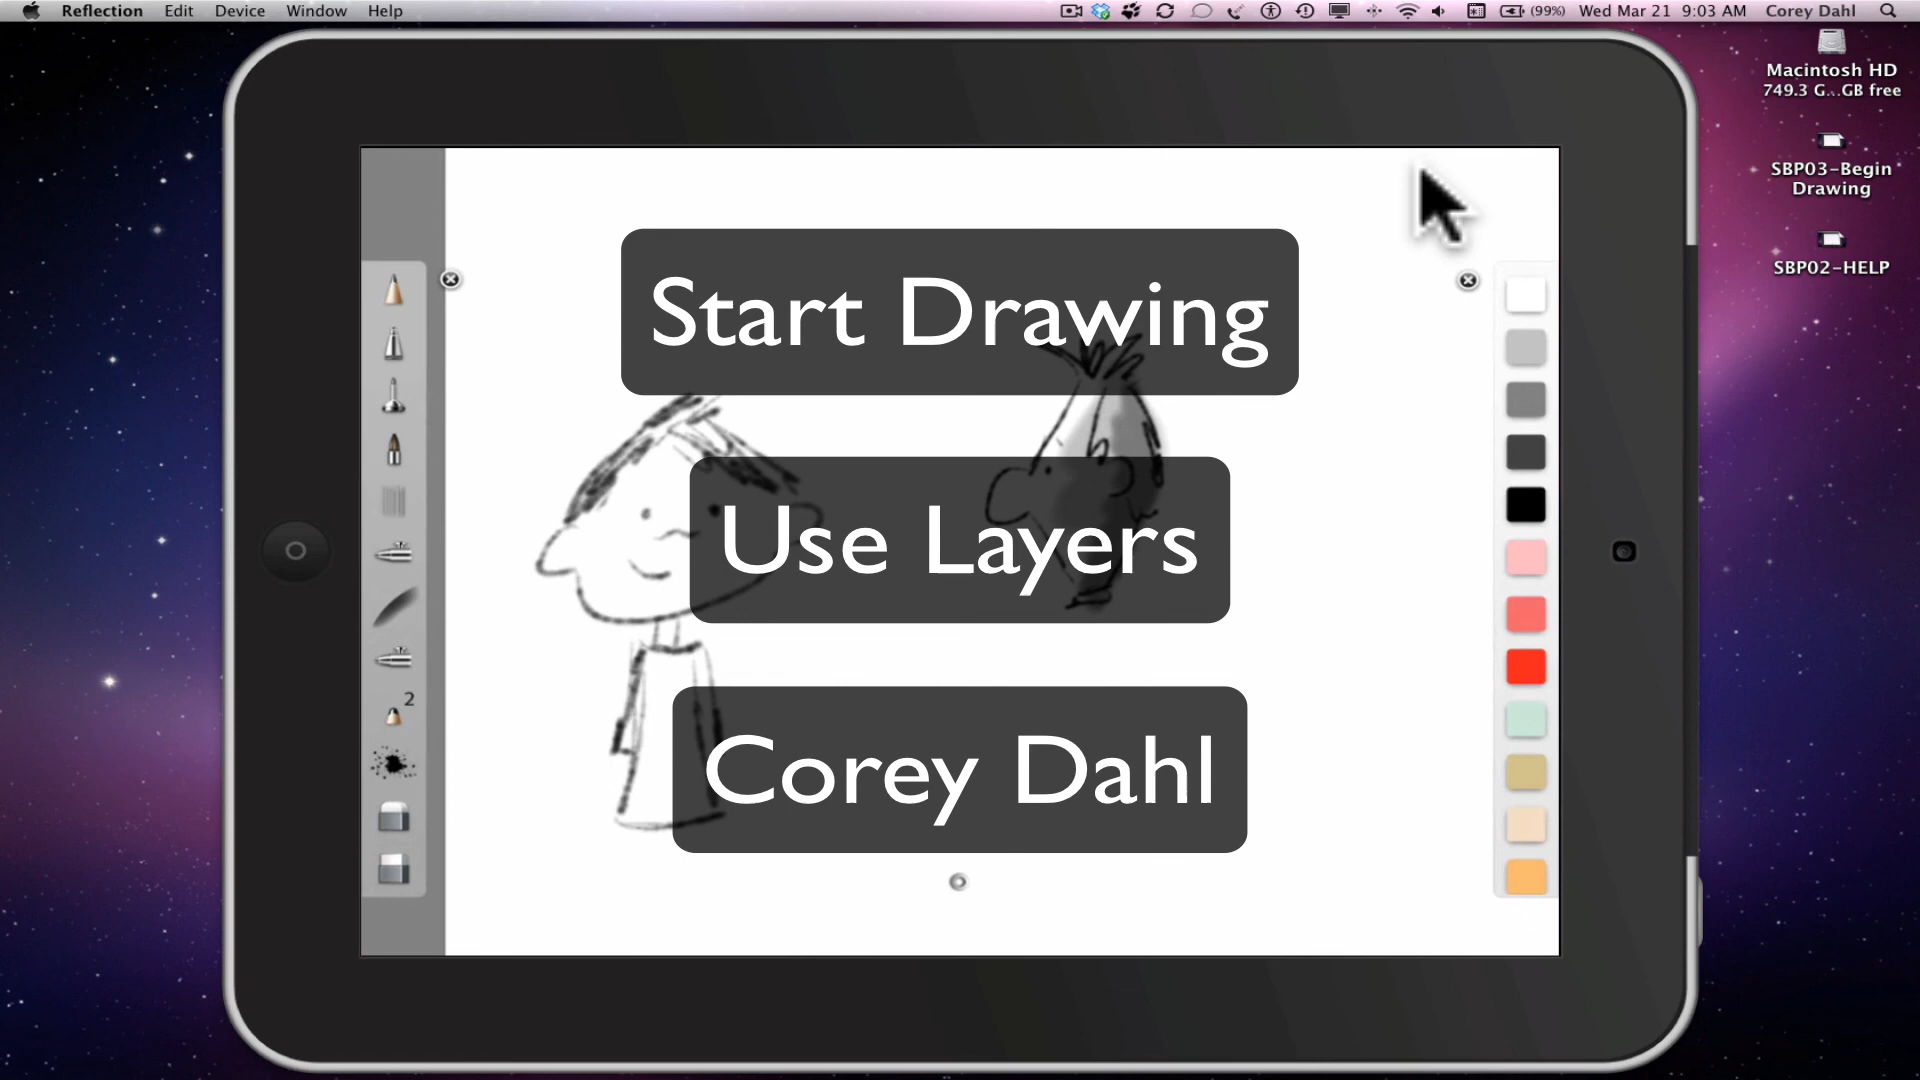 Reflection Edit Device Window Help (99%) Wed Mar 21 9:03 AM Corey Dahl
Macintosh HD
749.3 G...GB free
SBP03-Begin
Drawing
SBP02-HELP
Start Drawing
Use Layers
Corey Dahl
2